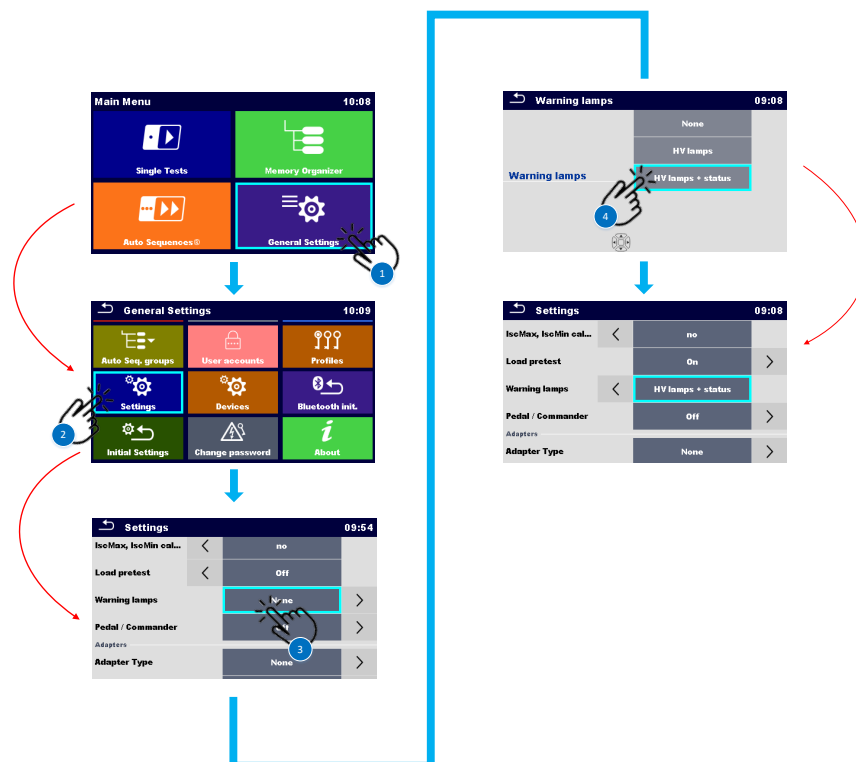 Main Menu 10:08
Single Tests
Memory Organizer
Auto Sequences®
General Settings
1
General Settings 10:09
Auto Seq. groups
User accounts
Profiles
Settings
Devices
Bluetooth init.
2
Initial Settings
Change password
About
Settings 09:54
IscMax, IscMin cal... no
Load pretest Off
Warning lamps None
Pedal / Commander
3
Adapters
Adapter Type None
Warning lamps 09:08
None
HV lamps
Warning lamps
HV lamps + status
4
Settings 09:08
IscMax, IscMin cal... no
Load pretest On
Warning lamps HV lamps + status
Pedal / Commander Off
Adapters
Adapter Type None